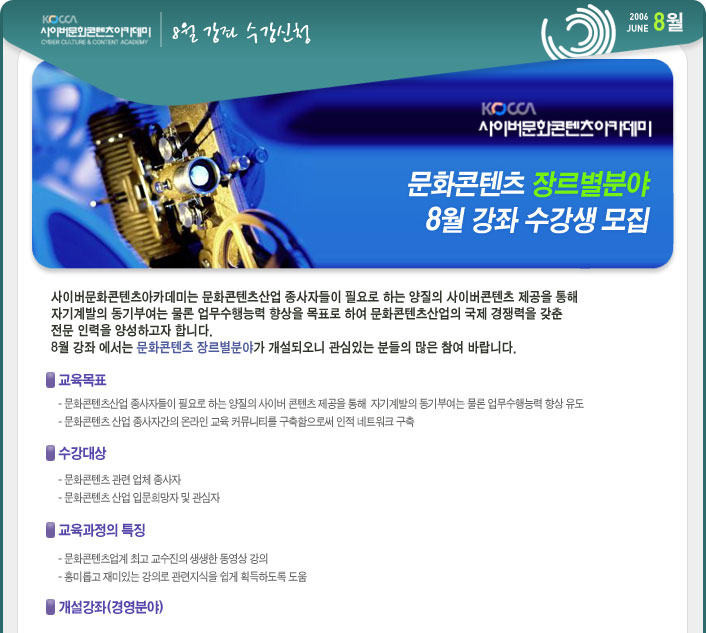 KOCCA
사이버문화콘텐츠아카데미
CYBER CULTURE & CONTENT ACADEMY
8월 강좌 수강신청
2006
JUNE 8월
KOCCA
사이버문화콘텐츠아카데미
문화콘텐츠 장르별분야
8월 강좌 수강생 모집
사이버문화콘텐츠아카데미는 문화콘텐츠산업 종사자들이 필요로 하는 양질의 사이버콘텐츠 제공을 통해
자기계발의 동기부여는 물론 업무수행능력 향상을 목표로 하여 문화콘텐츠산업의 국제 경쟁력을 갖춘
전문 인력을 양성하고자 합니다.
8월 강좌 에서는 문화콘텐츠 장르별분야가 개설되오니 관심있는 분들의 많은 참여 바랍니다.
교육목표
- 문화콘텐츠산업 종사자들이 필요로 하는 양질의 사이버 콘텐츠 제공을 통해 자기계발의 동기부여는 물론 업무수행능력 향상 유도
- 문화콘텐츠 산업 종사자간의 온라인 교육 커뮤니티를 구축함으로써 인적 네트워크 구축
수강대상
- 문화콘텐츠 관련 업체 종사자
- 문화콘텐츠 산업 입문희망자 및 관심자
교육과정의 특징
- 문화콘텐츠업계 최고 교수진의 생생한 동영상 강의
- 흥미롭고 재미있는 강의로 관련지식을 쉽게 획득하도록 도움
개설강좌(경영분야)